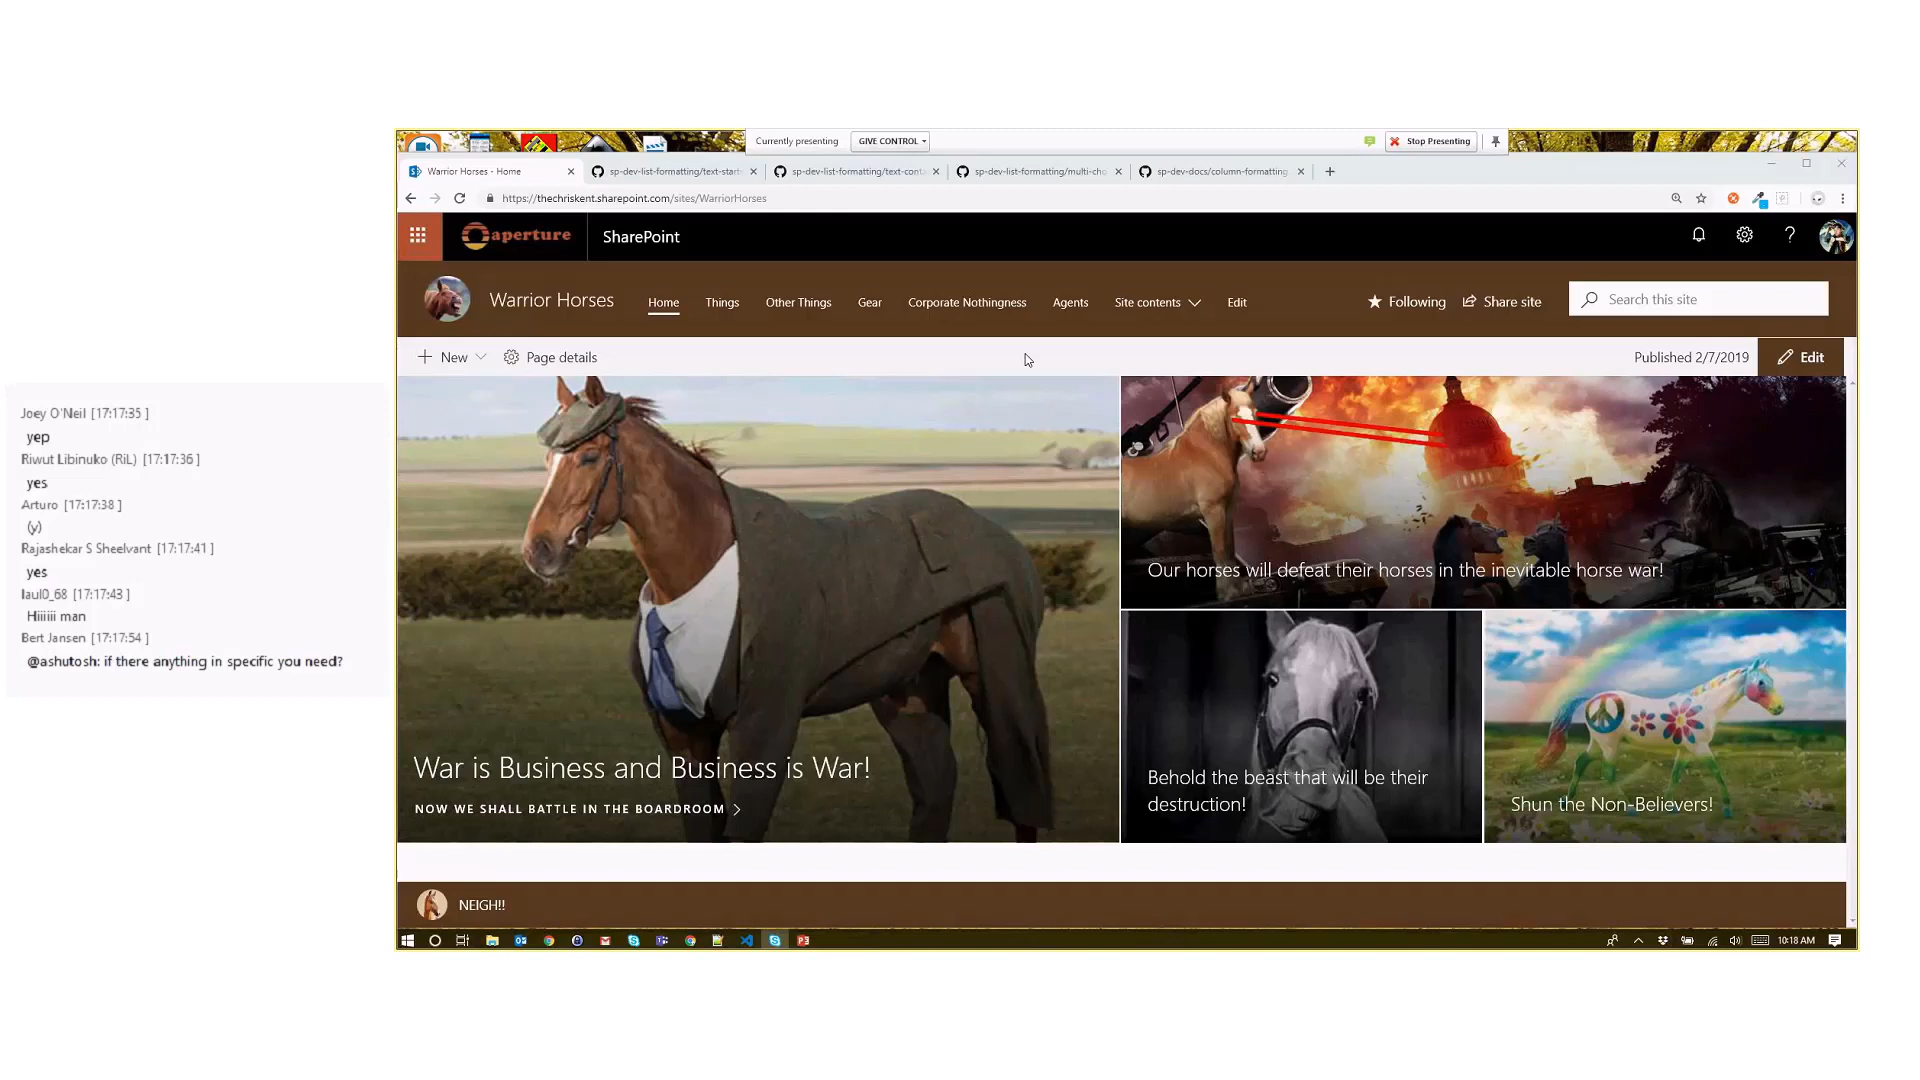 Currently presenting
GIVE CONTROL
Stop Presenting
Warrior Horses - Home
sp-dev-list-formatting/text-starts
sp-dev-list-formatting/text-conta
sp-dev-list-formatting/multi-cho
sp-dev-docs/column-formatting
https://thechriskent.sharepoint.com/sites/WarriorHorses
aperture
SharePoint
Warrior Horses
Home
Things
Other Things
Gear
Corporate Nothingness
Agents
Site contents
Edit
Following
Share site
Search this site
New
Page details
Published 2/7/2019
Edit
Joey O'Neil [17:17:35 ]
yep
Riwut Libinuko (RiL) [17:17:36 ]
yes
Arturo [17:17:38 ]
(y)
Rajashekar S Sheelvant [17:17:41 ]
yes
laul0_68 [17:17:43 ]
Hiiiiii man
Bert Jansen [17:17:54 ]
@ashutosh: if there anything in specific you need?
War is Business and Business is War!
NOW WE SHALL BATTLE IN THE BOARDROOM
Our horses will defeat their horses in the inevitable horse war!
Behold the beast that will be their
destruction!
Shun the Non-Believers!
NEIGH!!
10:18 AM